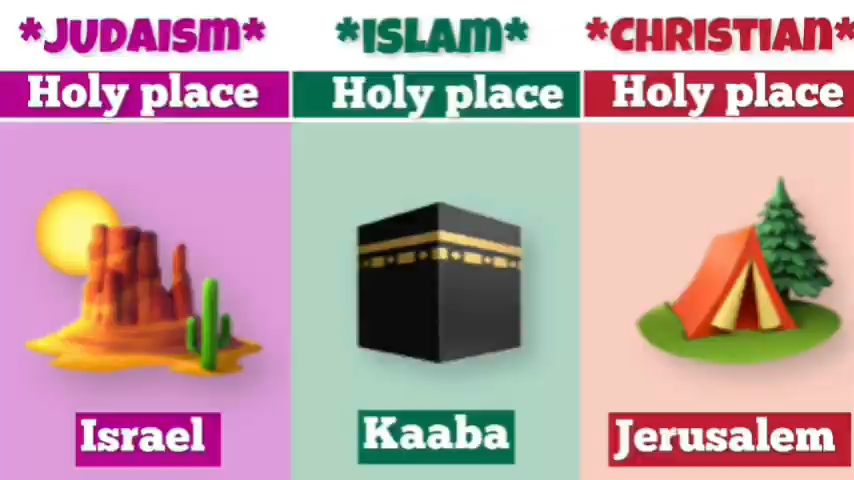 *JUDAISM* *ISLAM* *CHRISTIAN*
Holy place Holy place Holy place
Israel Kaaba Jerusalem